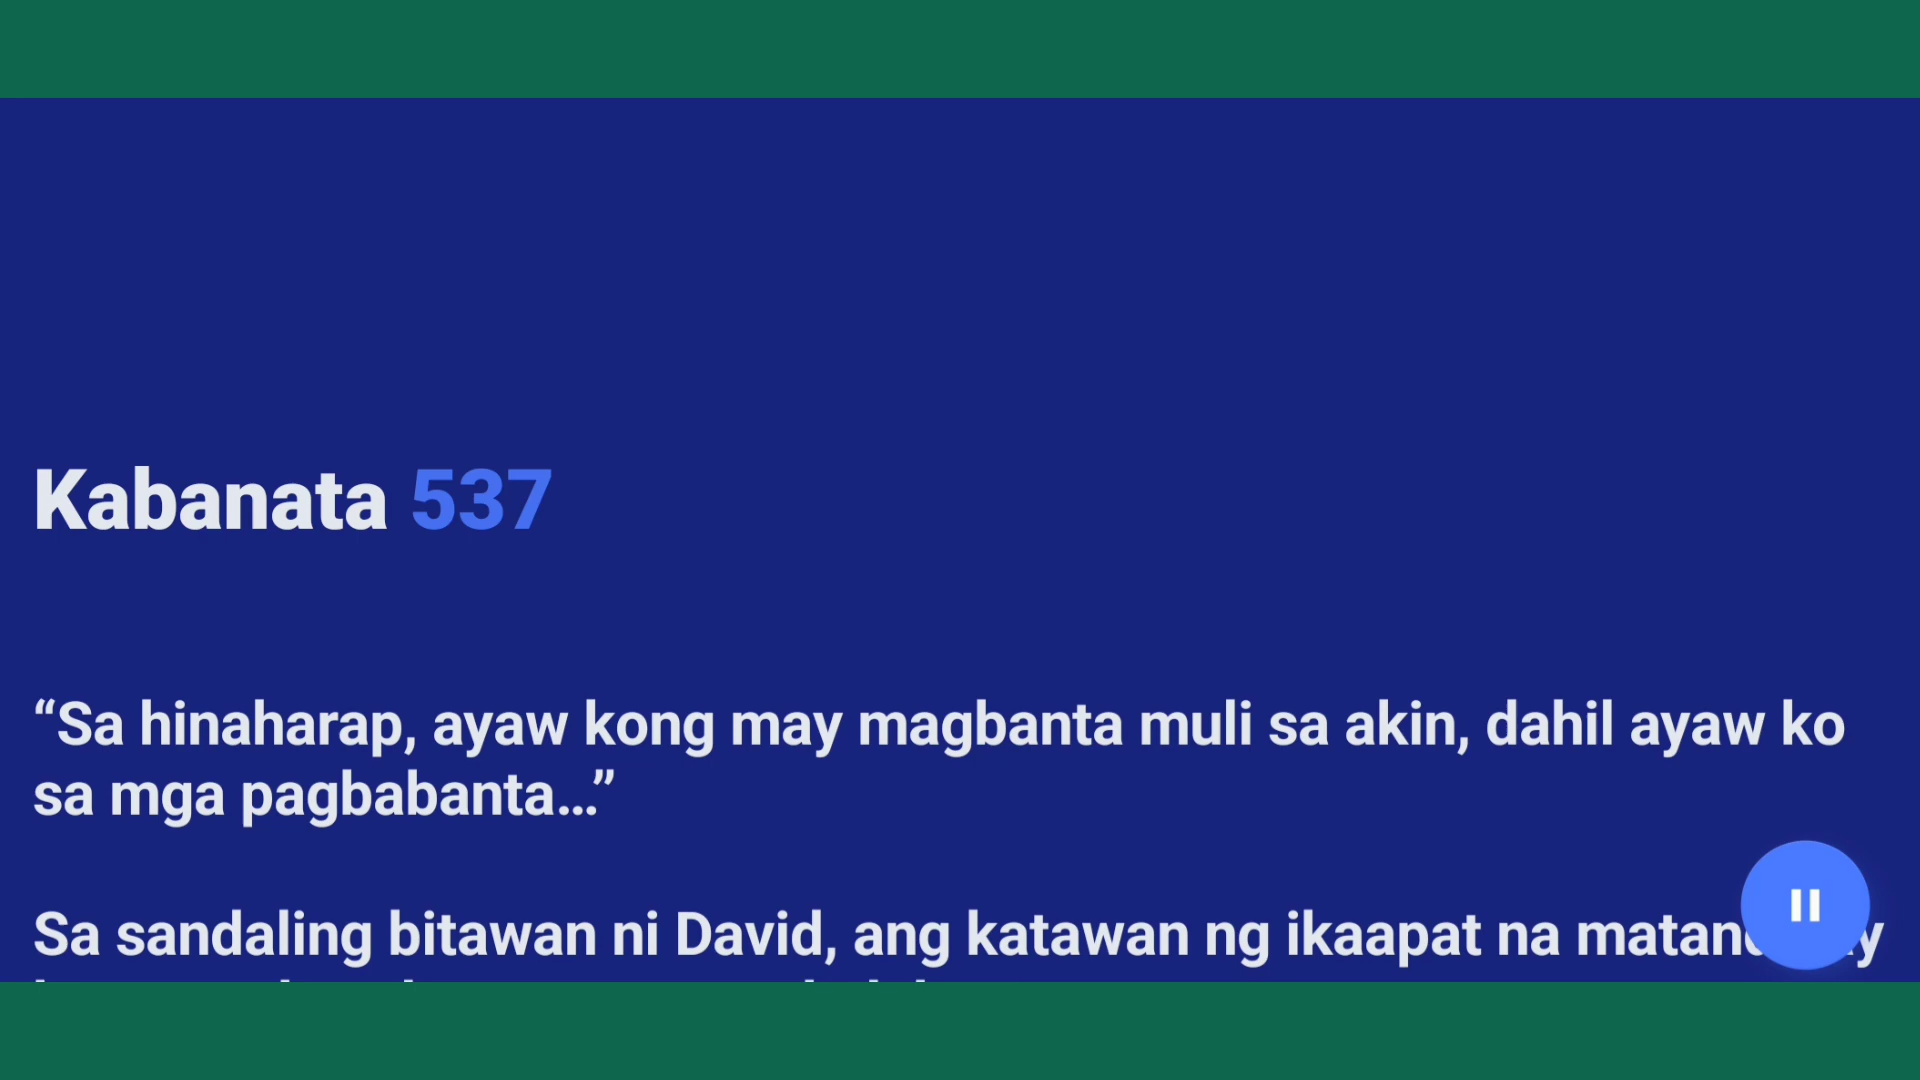 Kabanata 537
“Sa hinaharap, ayaw kong may magbanta muli sa akin, dahil ayaw ko
sa mga pagbabanta…”
Sa sandaling bitawan ni David, ang katawan ng ikaapat na